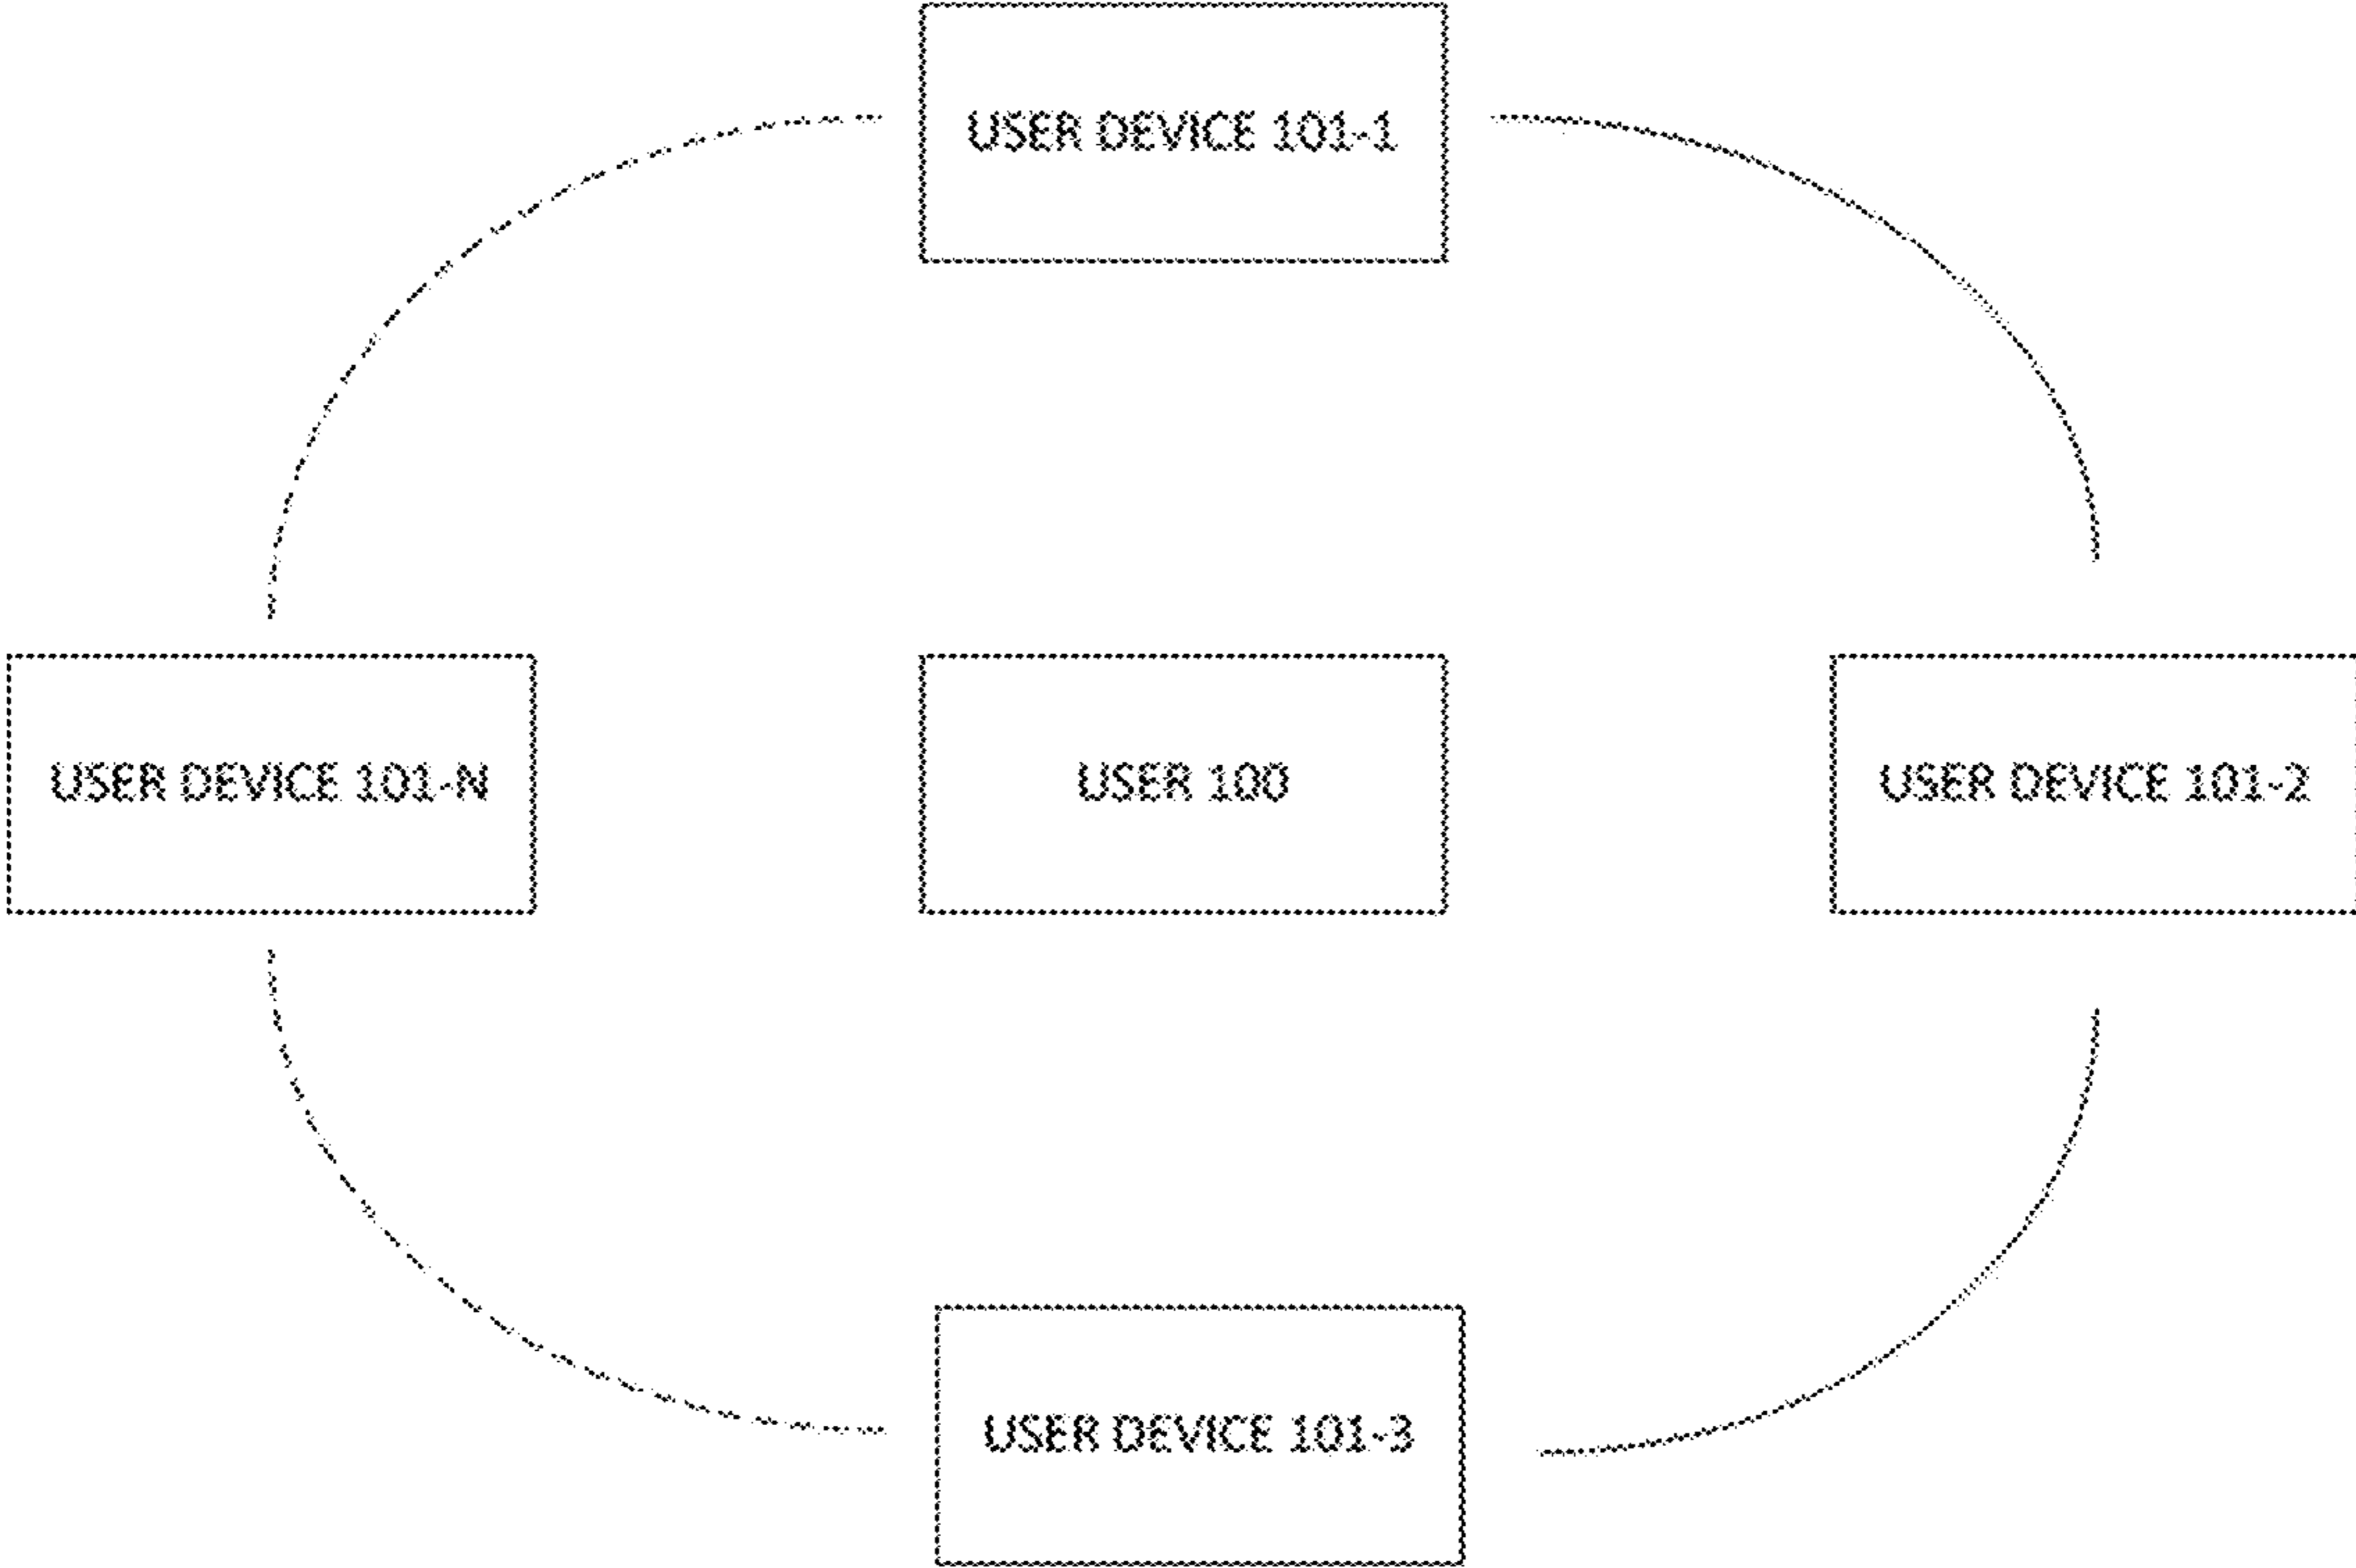 USER DEVICE 101-1
USER DEVICE 101-N
USER 100
USER DEVICE 101-2
USER DEVICE 101-3